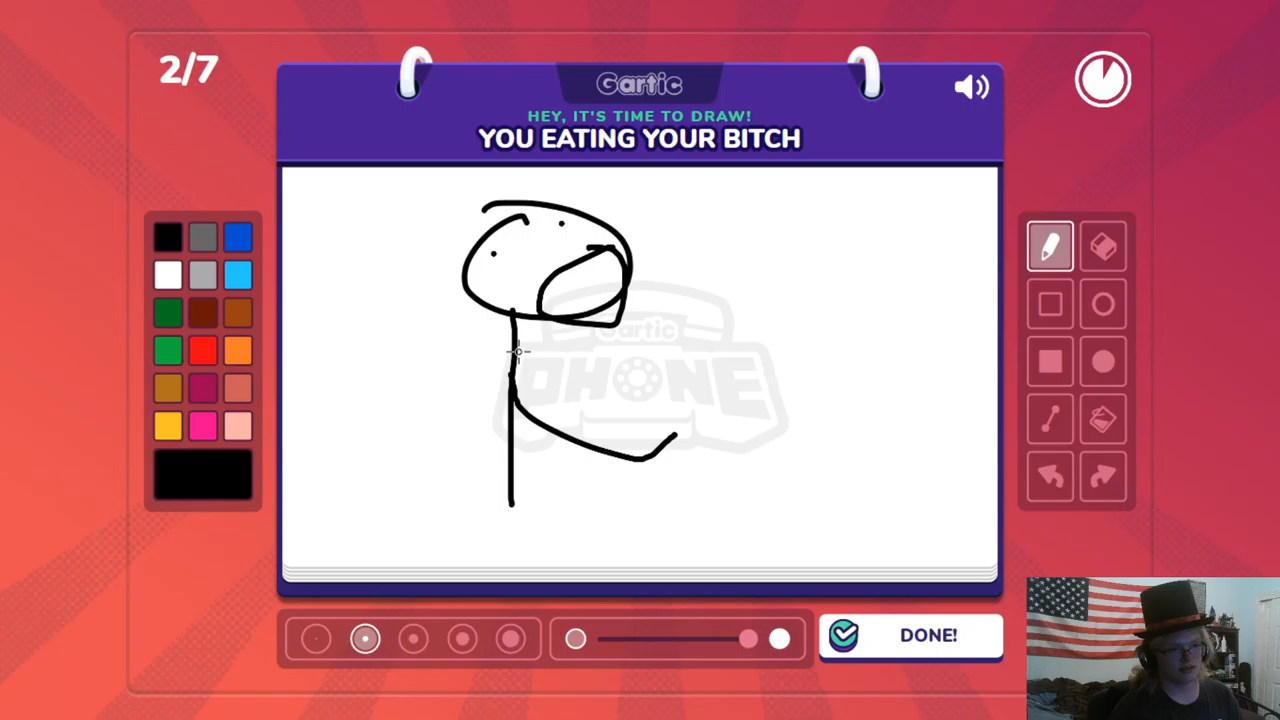 2/7
Gartic
HEY, IT'S TIME TO DRAW!
YOU EATING YOUR BITCH
Gartic
PHONE
DONE!